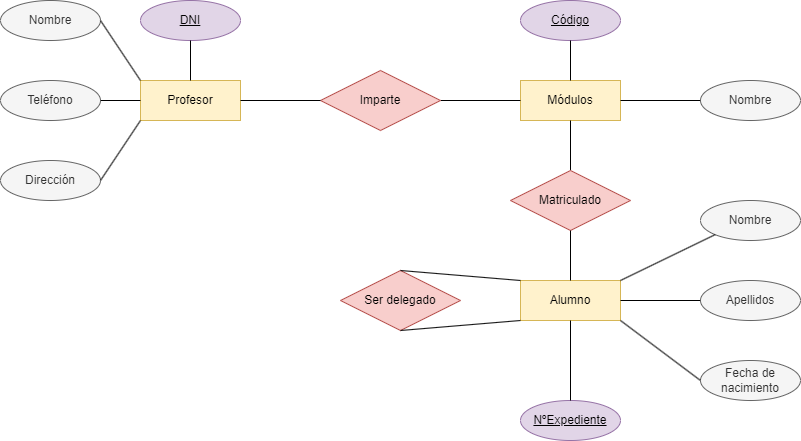 Nombre
DNI
Código
Teléfono
Profesor
Imparte
Módulos
Nombre
Dirección
Matriculado
Nombre
Ser delegado
Alumno
Apellidos
Fecha de
nacimiento
NºExpediente